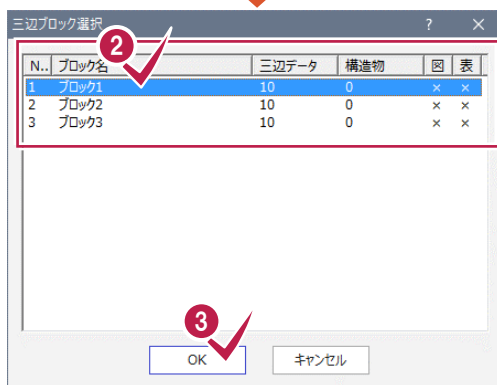 三辺ブロック選択 ? ×
2
N.. ブロック名 三辺データ 構造物 図 表
1 ブロック1 10 0 × ×
2 ブロック2 10 0 × ×
3 ブロック3 10 0 × ×
3
OK キャンセル